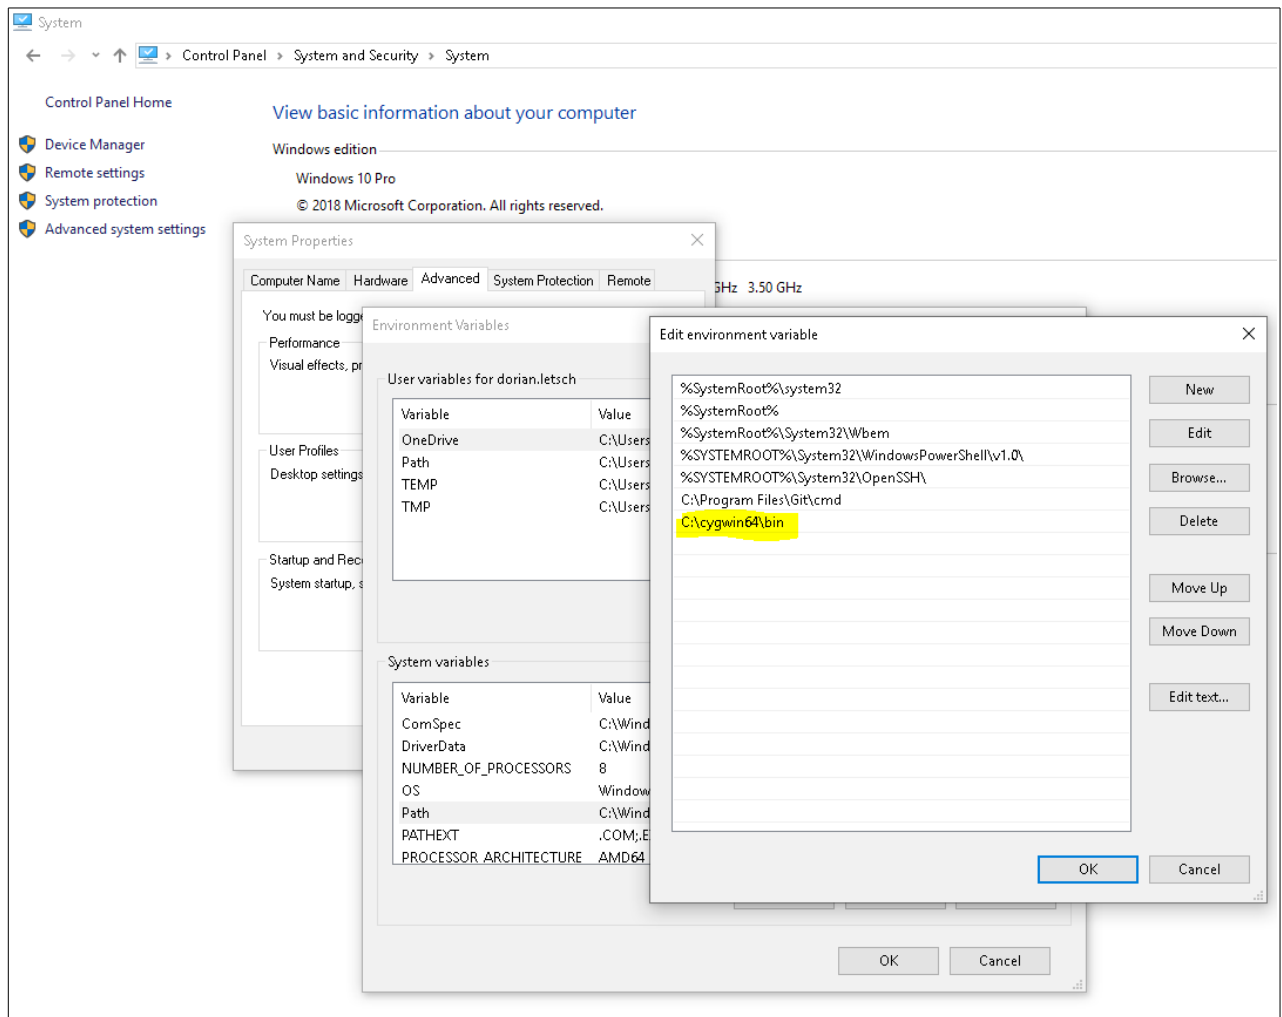 System
Control Panel › System and Security › System
Control Panel Home
Device Manager
Remote settings
System protection
Advanced system settings
View basic information about your computer
Windows edition
Windows 10 Pro
© 2018 Microsoft Corporation. All rights reserved.
GHz 3.50 GHz
System Properties
Computer Name Hardware Advanced System Protection Remote
You must be logge
Performance
Visual effects, pr
User Profiles
Desktop settings
Startup and Rec
System startup, s
Environment Variables
User variables for dorian.letsch
Variable Value
OneDrive C:\Users
Path C:\Users
TEMP C:\Users
TMP C:\Users
System variables
Variable Value
ComSpec C:\Wind
DriverData C:\Wind
NUMBER_OF_PROCESSORS 8
OS Window
Path C:\Wind
PATHEXT .COM;.E
PROCESSOR ARCHITECTURE AMD64
OK Cancel
Edit environment variable
%SystemRoot%\system32
%SystemRoot%
%SystemRoot%\System32\Wbem
%SYSTEMROOT%\System32\WindowsPowerShell\v1.0\
%SYSTEMROOT%\System32\OpenSSH\
C:\Program Files\Git\cmd
C:\cygwin64\bin
New
Edit
Browse...
Delete
Move Up
Move Down
Edit text...
OK Cancel